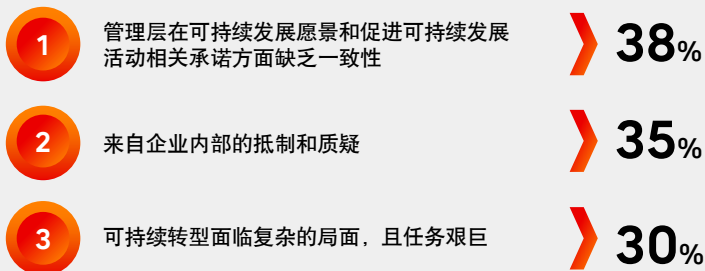 1
管理层在可持续发展愿景和促进可持续发展
活动相关承诺方面缺乏一致性
38%
2
来自企业内部的抵制和质疑
35%
3
可持续转型面临复杂的局面，且任务艰巨
30%